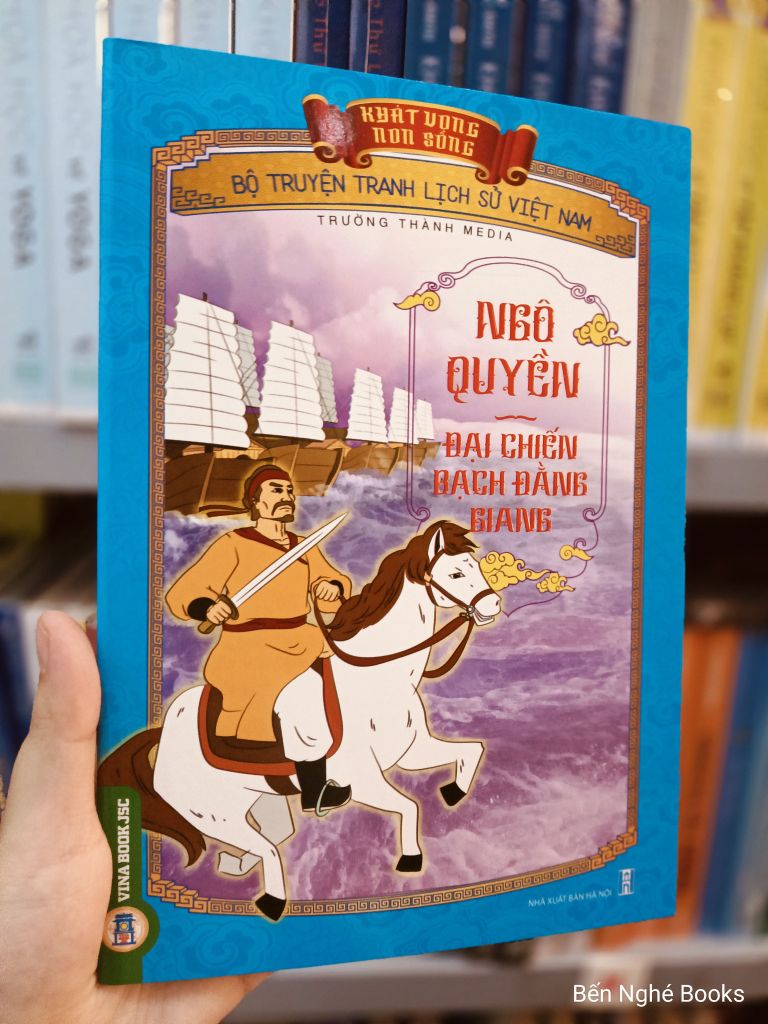 KHÁT VỌNG
NON SÔNG
BỘ TRUYỆN TRANH LỊCH SỬ VIỆT NAM
TRƯỜNG THÀNH MEDIA
NGÔ
QUYỀN
ĐẠI CHIẾN
BẠCH ĐẰNG
GIANG
VINA BOOK JSC
NHÀ XUẤT BẢN HÀ NỘI
Bến Nghé Books